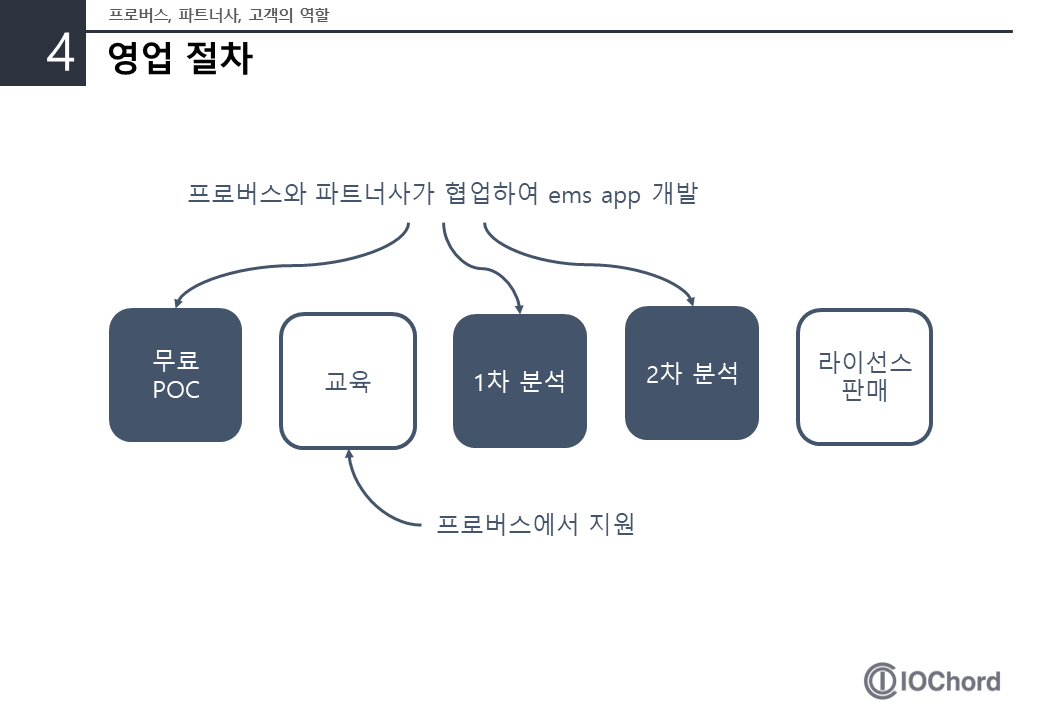 프로버스, 파트너사, 고객의 역할
4
영업 절차
프로버스와 파트너사가 협업하여 ems app 개발
무료
POC
교육
1차 분석
2차 분석
라이선스
판매
프로버스에서 지원
IOChord